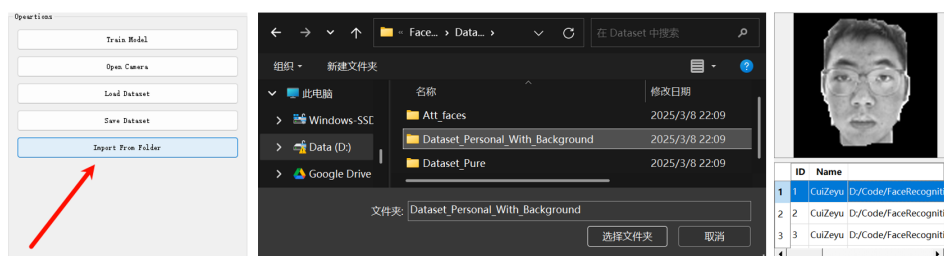 Opeartions
Train Model
Open Camera
Load Dataset
Save Dataset
Import From Folder
« Face... › Data... ›
在 Dataset 中搜索
组织
新建文件夹
此电脑
Windows-SSD
Data (D:)
Google Drive
名称 修改日期
Att_faces 2025/3/8 22:09
Dataset_Personal_With_Background 2025/3/8 22:09
Dataset_Pure 2025/3/8 22:09
文件夹: Dataset_Personal_With_Background
选择文件夹 取消
ID Name
1 1 CuiZeyu D:/Code/FaceRecogniti
2 2 CuiZeyu D:/Code/FaceRecogniti
3 3 CuiZeyu D:/Code/FaceRecogniti